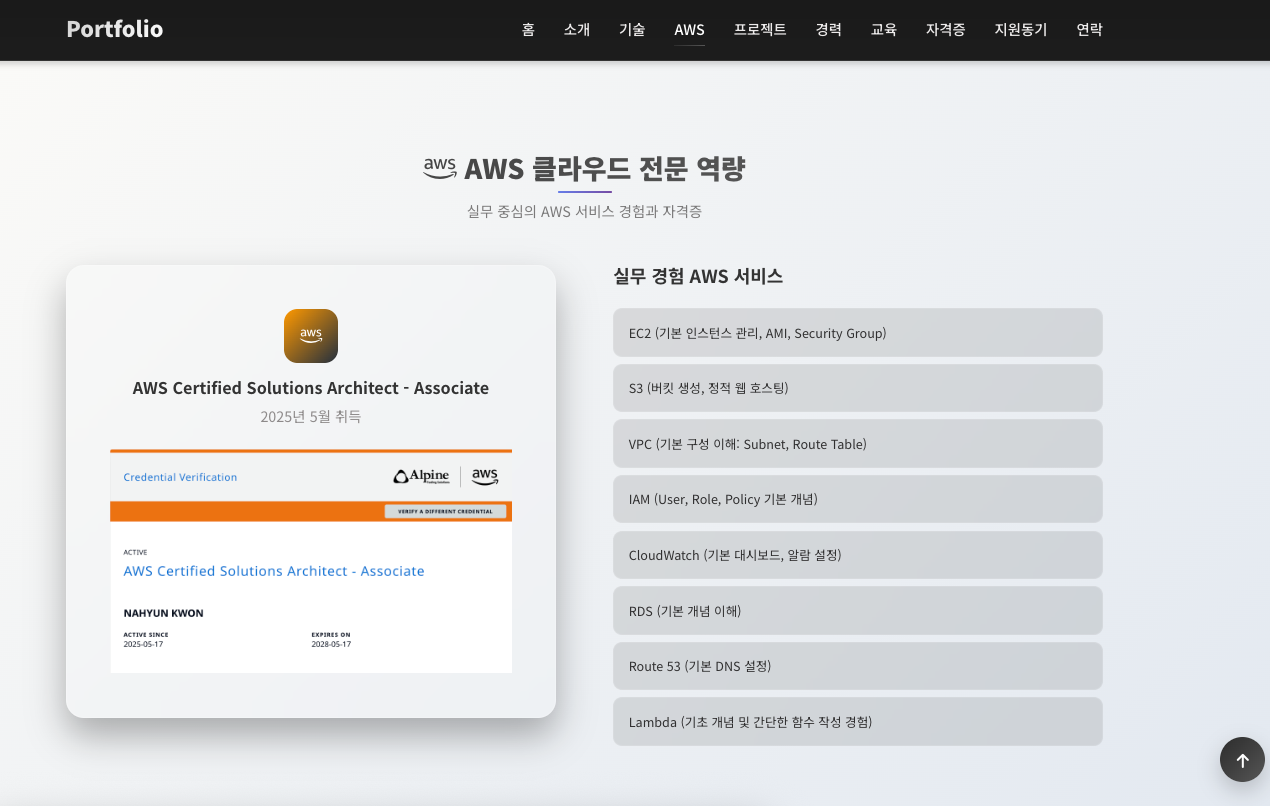 Portfolio
홈 소개 기술 AWS 프로젝트 경력 교육 자격증 지원동기 연락
aws AWS 클라우드 전문 역량
실무 중심의 AWS 서비스 경험과 자격증
aws
AWS Certified Solutions Architect - Associate
2025년 5월 취득
Credential Verification
Alpine
aws
VERIFY A DIFFERENT CREDENTIAL
ACTIVE
AWS Certified Solutions Architect - Associate
NAHYUN KWON
ACTIVE SINCE EXPIRES ON
2025-05-17 2028-05-17
실무 경험 AWS 서비스
EC2 (기본 인스턴스 관리, AMI, Security Group)
S3 (버킷 생성, 정적 웹 호스팅)
VPC (기본 구성 이해: Subnet, Route Table)
IAM (User, Role, Policy 기본 개념)
CloudWatch (기본 대시보드, 알람 설정)
RDS (기본 개념 이해)
Route 53 (기본 DNS 설정)
Lambda (기초 개념 및 간단한 함수 작성 경험)